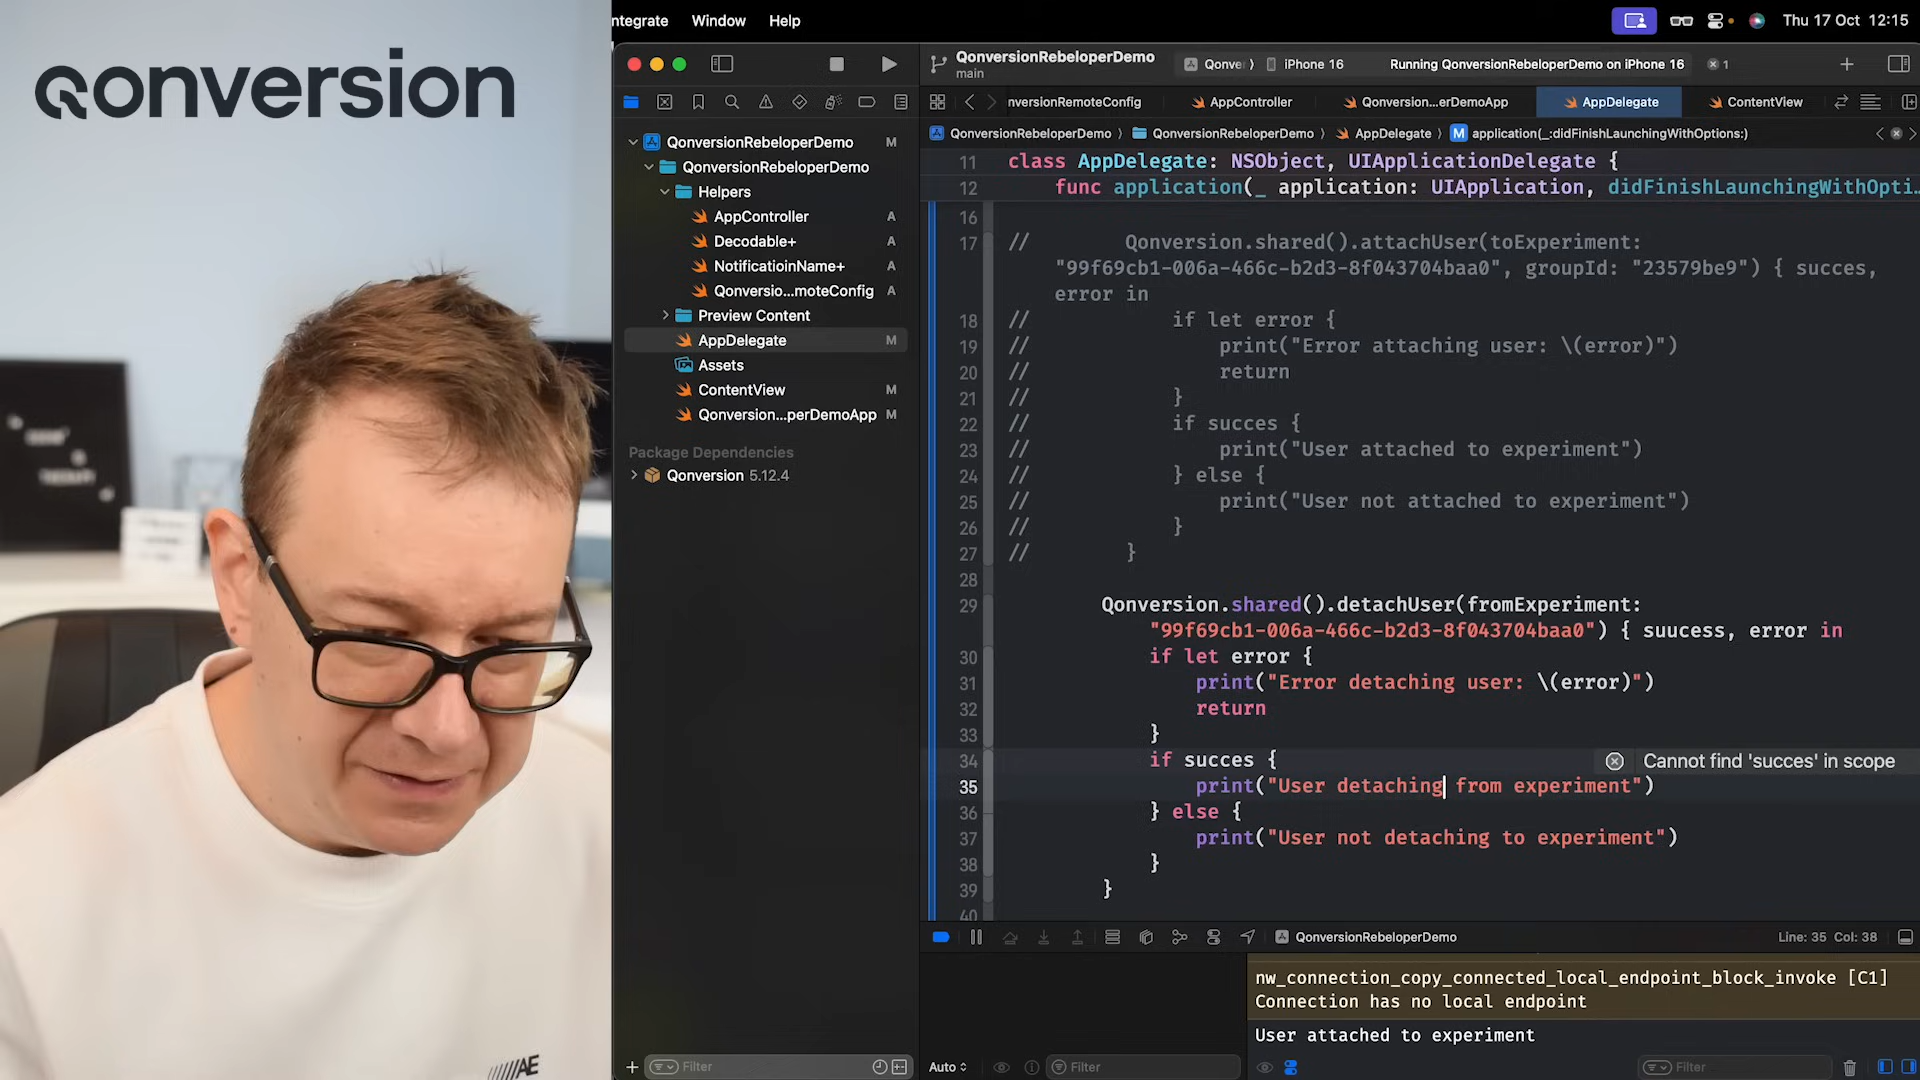 Qonversion
ntegrate Window Help
Thu 17 Oct 12:15
QonversionRebeloperDemo
main
Qonve
iPhone 16
Running QonversionRebeloperDemo on iPhone 16
1
nversionRemoteConfig
AppController
Qonversion...erDemoApp
AppDelegate
ContentView
QonversionRebeloperDemo
QonversionRebeloperDemo
AppDelegate
M application(_:didFinishLaunchingWithOptions:)
QonversionRebeloperDemo M
QonversionRebeloperDemo
Helpers
AppController A
Decodable+ A
NotificatioinName+ A
Qonversio...moteConfig A
Preview Content
AppDelegate M
Assets
ContentView M
Qonversion...perDemoApp M
Package Dependencies
Qonversion 5.12.4
11 class AppDelegate: NSObject, UIApplicationDelegate {
12 func application(_ application: UIApplication, didFinishLaunchingWithOpti...
16
17 // Qonversion.shared().attachUser(toExperiment:
"99f69cb1-006a-466c-b2d3-8f043704baa0", groupId: "23579be9") { succes,
error in
18 // if let error {
19 // print("Error attaching user: \(error)")
20 // return
21 // }
22 // if succes {
23 // print("User attached to experiment")
24 // } else {
25 // print("User not attached to experiment")
26 // }
27 // }
28
29 Qonversion.shared().detachUser(fromExperiment:
"99f69cb1-006a-466c-b2d3-8f043704baa0") { suucess, error in
30 if let error {
31 print("Error detaching user: \(error)")
32 return
33 }
34 if succes {
Cannot find 'succes' in scope
35 print("User detaching from experiment")
36 } else {
37 print("User not detaching to experiment")
38 }
39 }
40
QonversionRebeloperDemo
Line: 35 Col: 38
nw_connection_copy_connected_local_endpoint_block_invoke [C1]
Connection has no local endpoint
User attached to experiment
Filter
Auto
Filter
Filter
AE